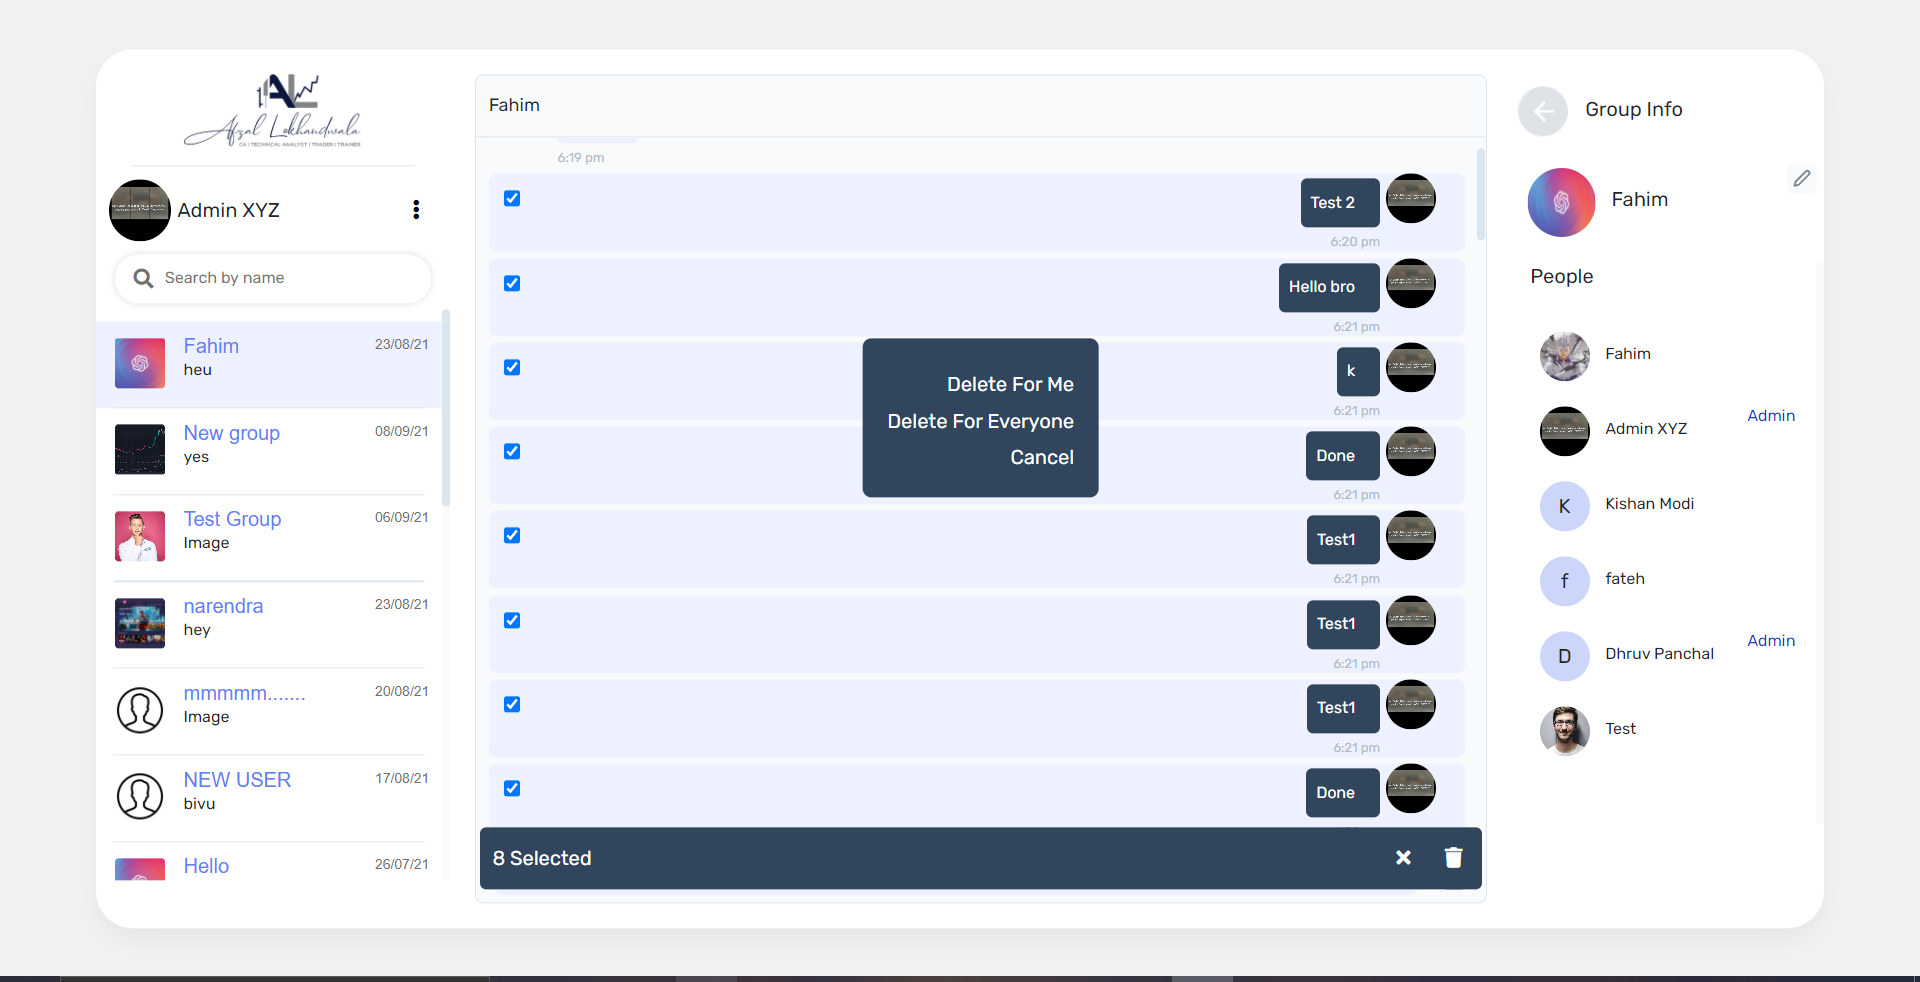 AL
Afzal Lokhandwala
CA | TECHNICAL ANALYST | TRADER | TRAINER
Admin XYZ
Search by name
Fahim
23/08/21
heu
New group
08/09/21
yes
Test Group
06/09/21
Image
narendra
23/08/21
hey
mmmmm.......
20/08/21
Image
NEW USER
17/08/21
bivu
Hello
26/07/21
Fahim
6:19 pm
Test 2
6:20 pm
Hello bro
6:21 pm
k
6:21 pm
Done
6:21 pm
Test1
6:21 pm
Test1
6:21 pm
Test1
6:21 pm
Done
Delete For Me
Delete For Everyone
Cancel
8 Selected
Group Info
Fahim
People
Fahim
Admin XYZ
Admin
K
Kishan Modi
f
fateh
D
Dhruv Panchal
Admin
Test